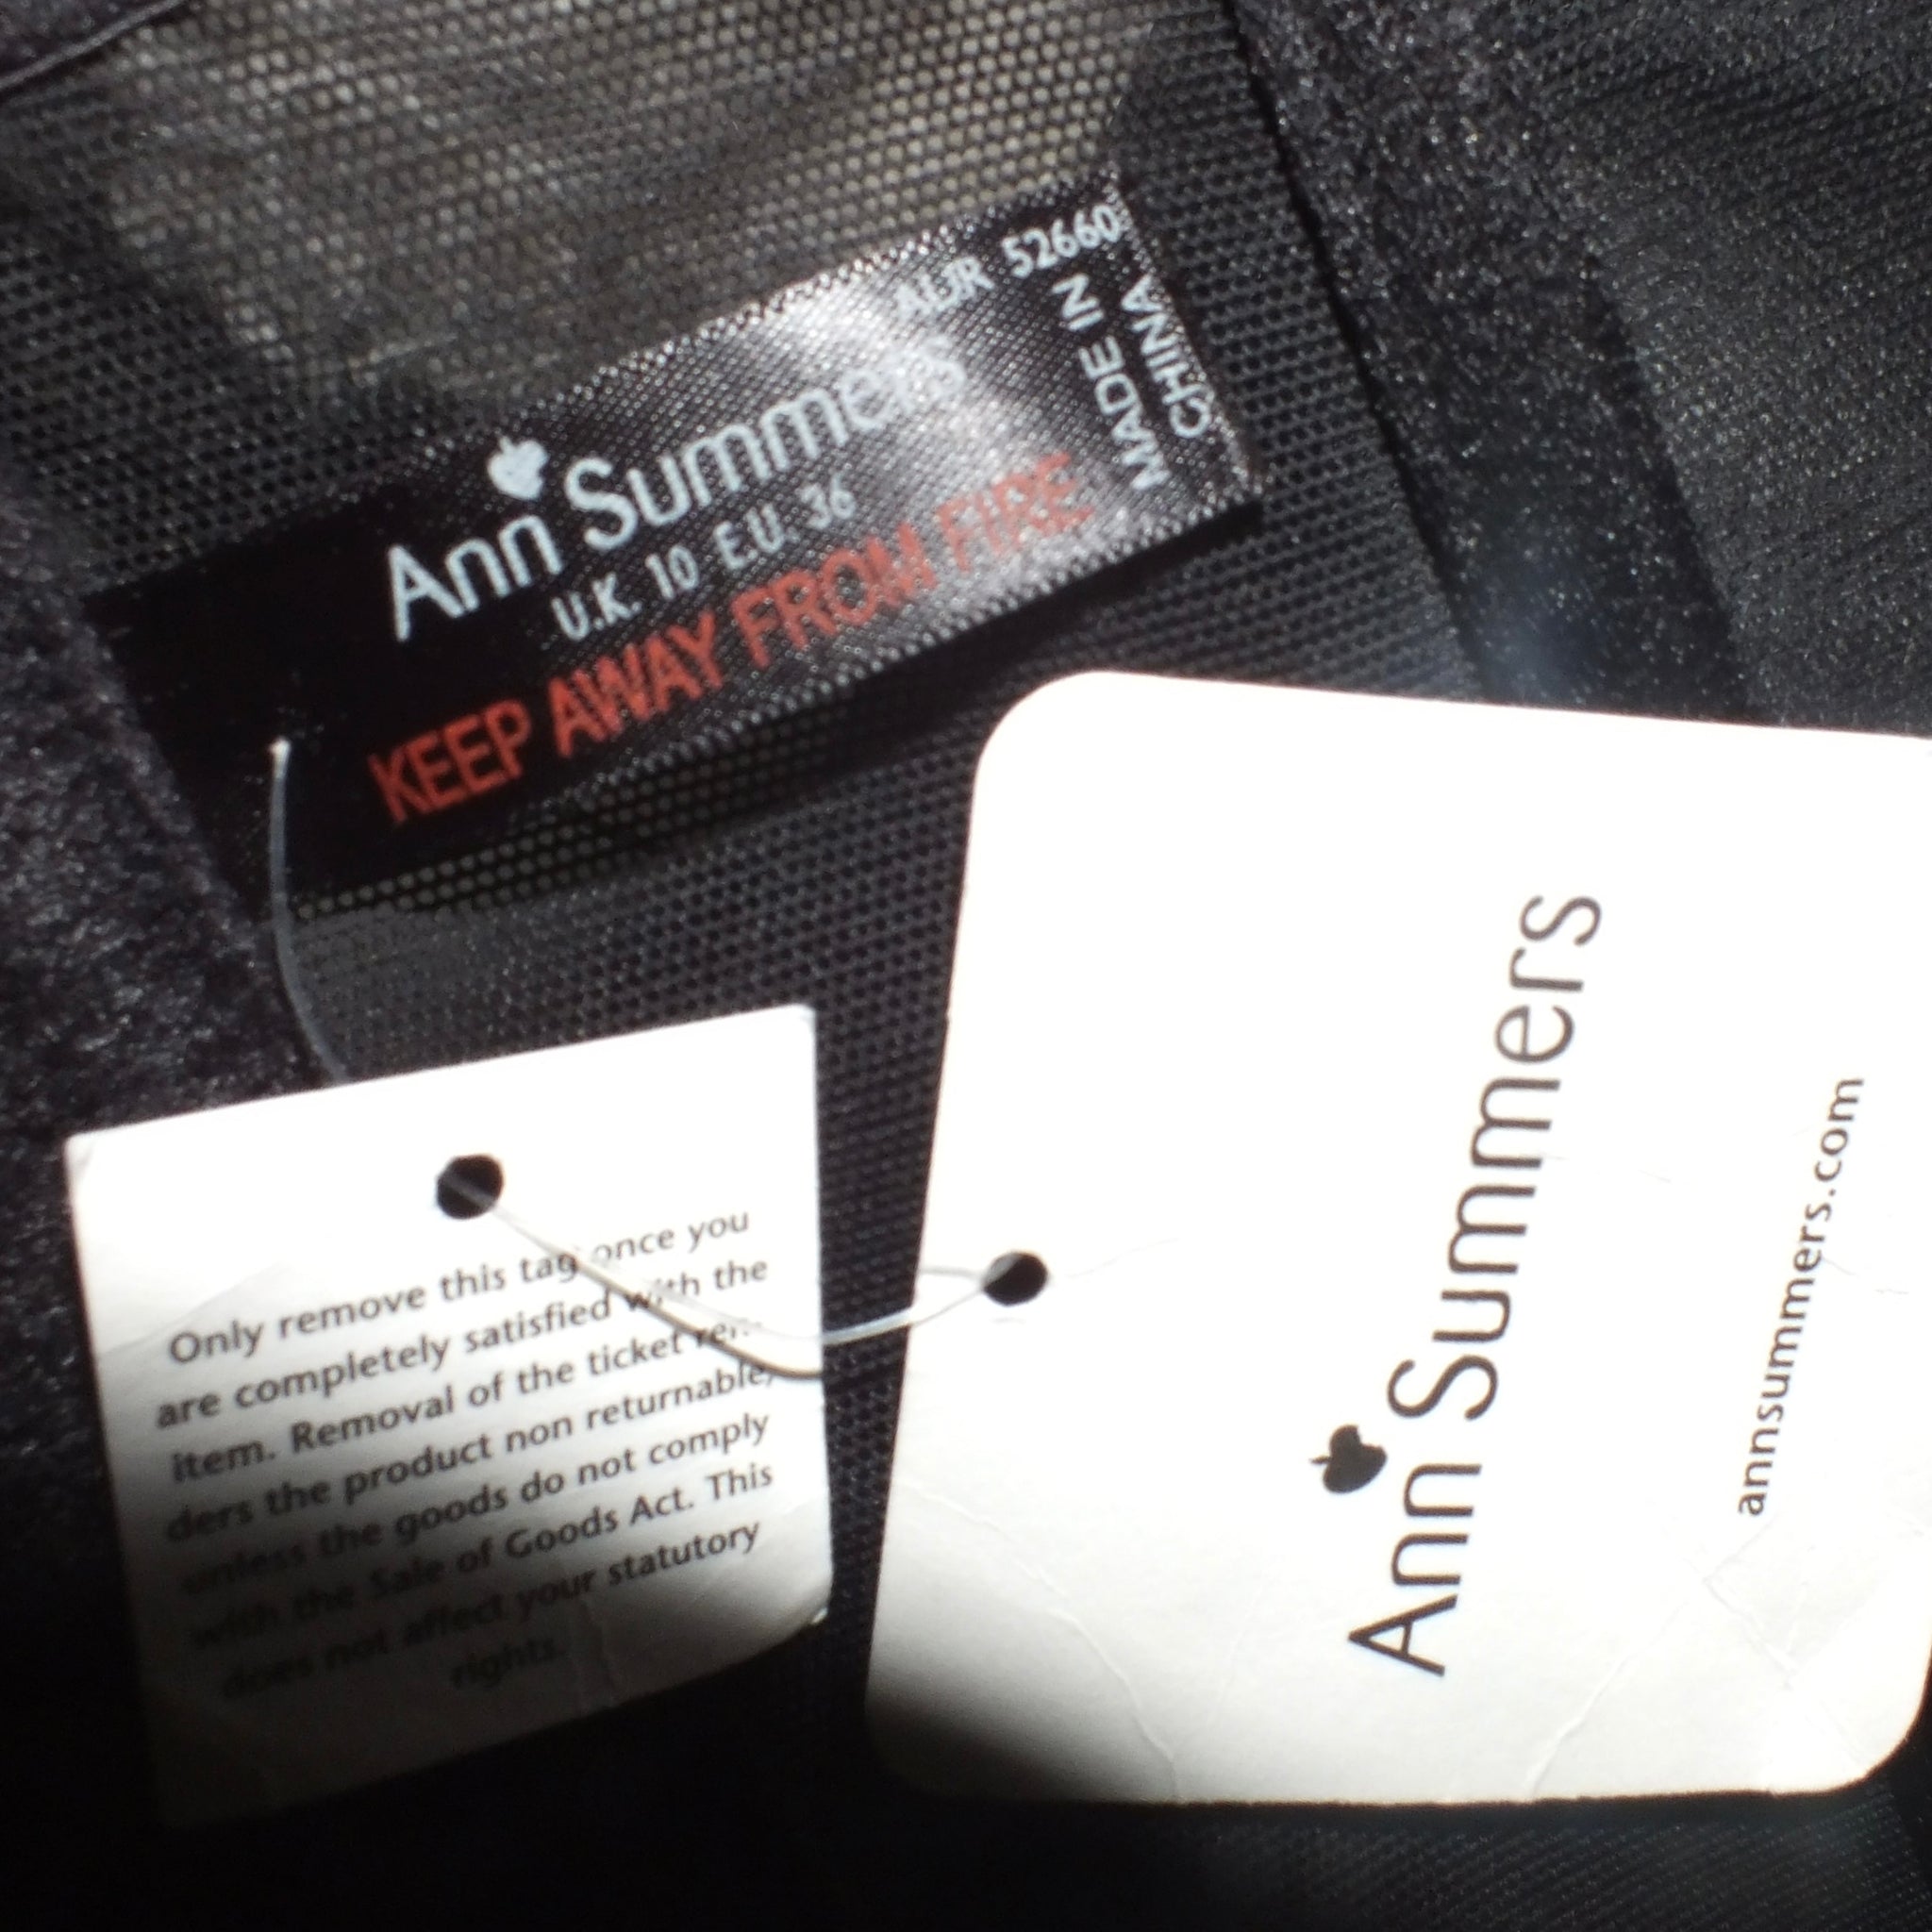 AUR 52660
Ann Summers
U.K. 10 E.U. 36
KEEP AWAY FROM FIRE
MADE IN
CHINA
Only remove this tag once you
are completely satisfied with the
item. Removal of the ticket ren-
ders the product non returnable,
unless the goods do not comply
with the Sale of Goods Act. This
does not affect your statutory
rights.
Ann Summers
annsummers.com